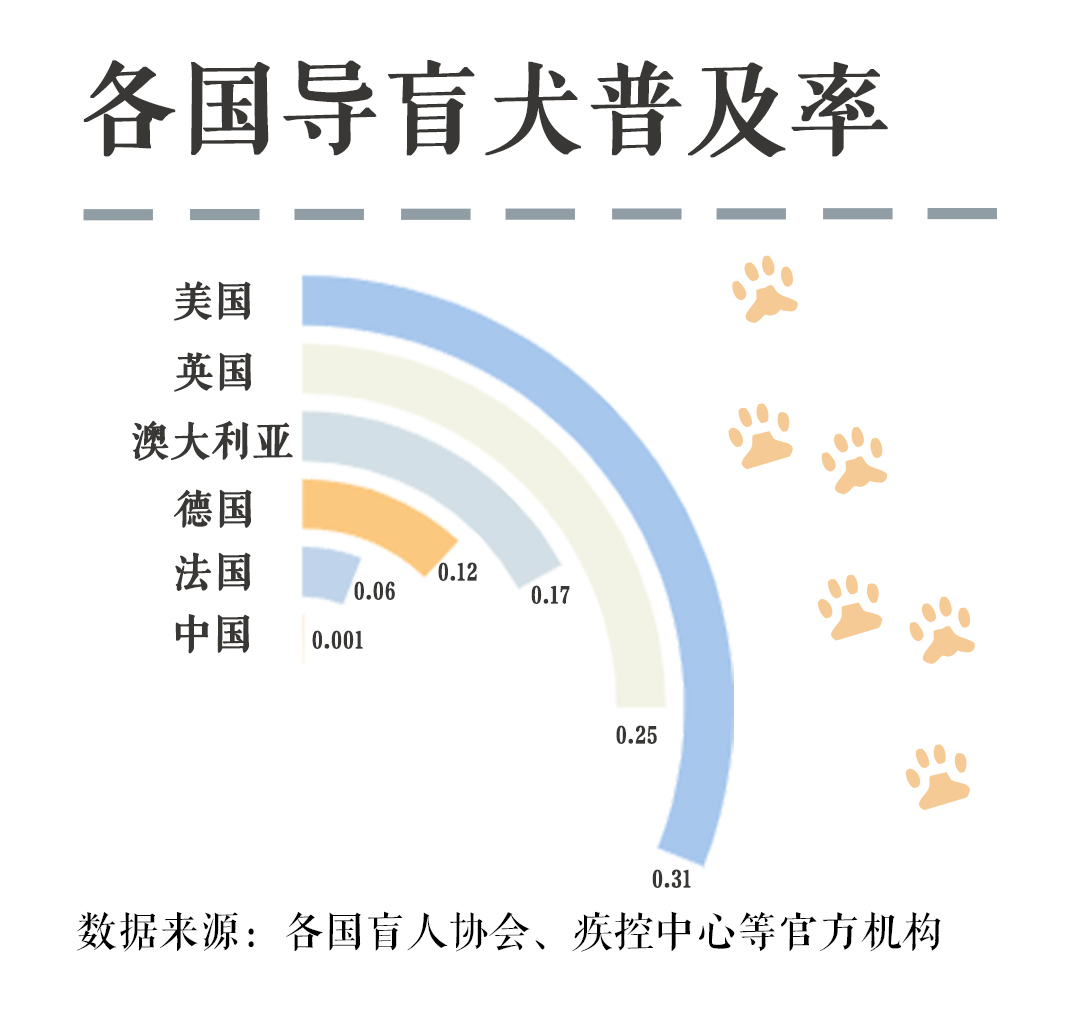 各国导盲犬普及率
美国
英国
澳大利亚
德国
法国
0.12
0.06
0.17
中国
0.001
0.25
0.31
数据来源：各国盲人协会、疾控中心等官方机构